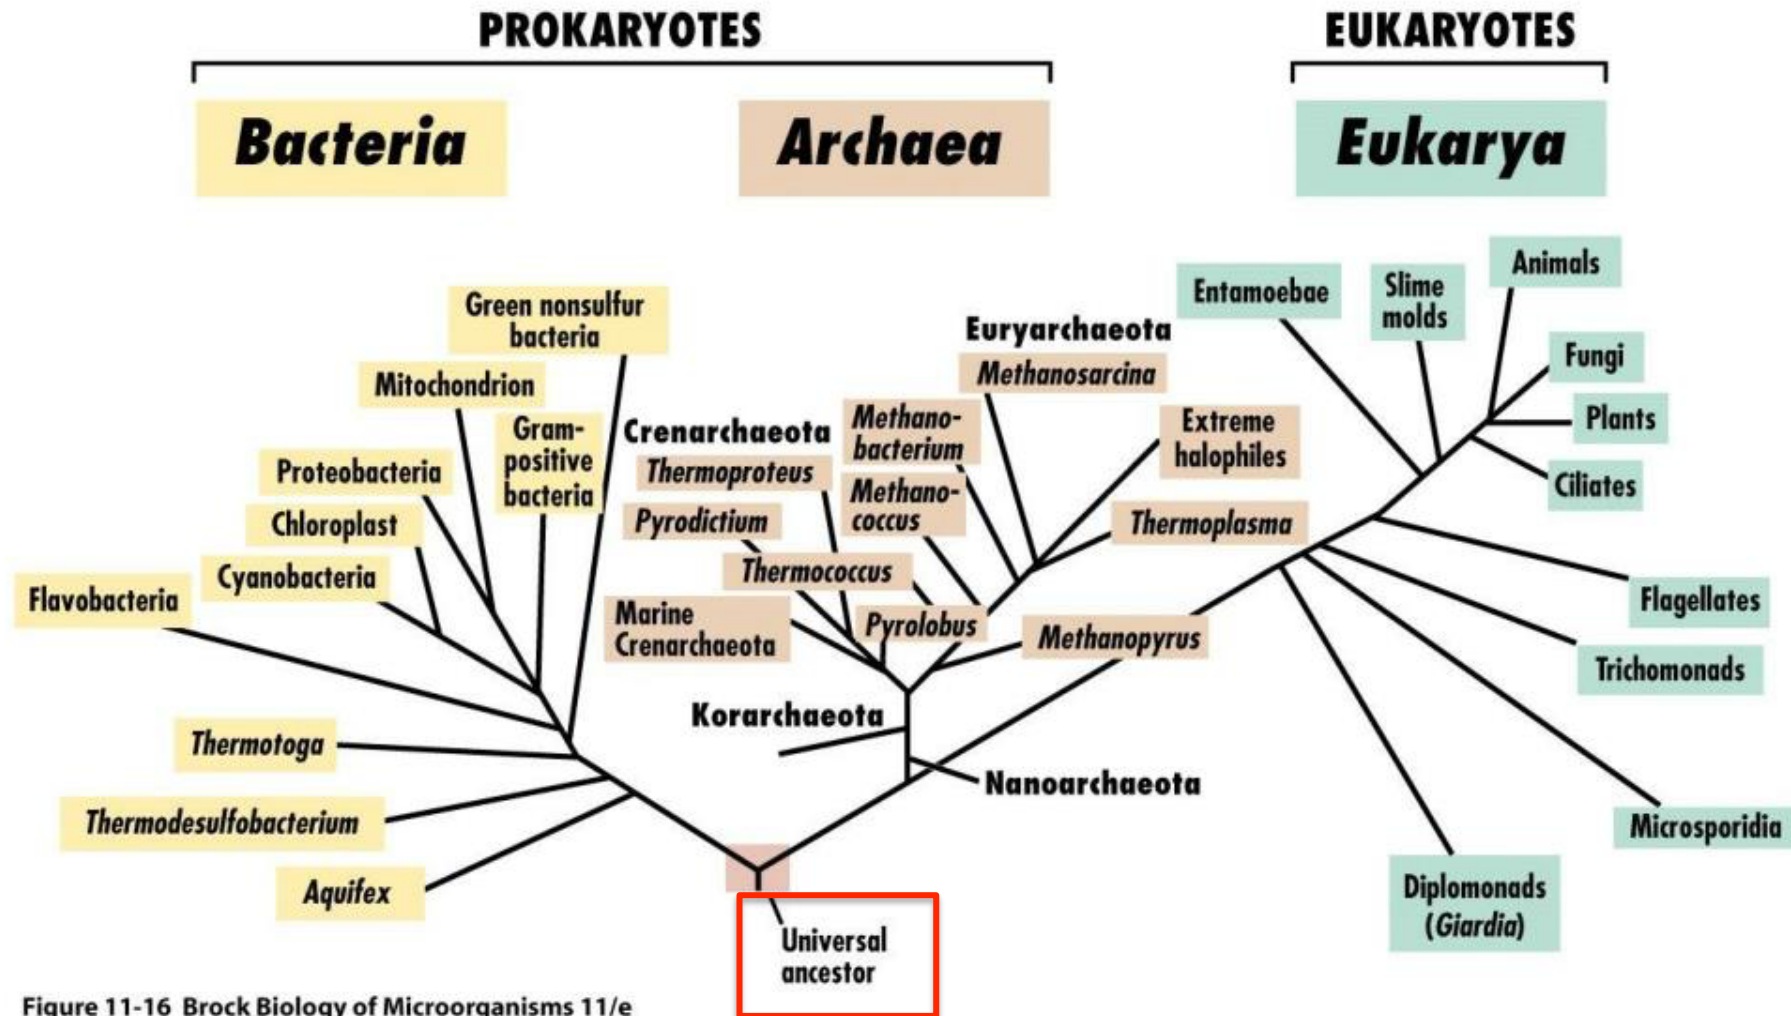 PROKARYOTES
EUKARYOTES
Bacteria
Archaea
Eukarya
Green nonsulfur
bacteria
Mitochondrion
Gram-
positive
bacteria
Proteobacteria
Chloroplast
Cyanobacteria
Flavobacteria
Thermotoga
Thermodesulfobacterium
Aquifex
Crenarchaeota
Thermoproteus
Pyrodictium
Thermococcus
Marine
Crenarchaeota
Pyrolobus
Methano-
bacterium
Methano-
coccus
Euryarchaeota
Methanosarcina
Extreme
halophiles
Thermoplasma
Methanopyrus
Korarchaeota
Nanoarchaeota
Entamoebae
Slime
molds
Animals
Fungi
Plants
Ciliates
Flagellates
Trichomonads
Microsporidia
Diplomonads
(Giardia)
Universal
ancestor
Figure 11-16 Brock Biology of Microorganisms 11/e